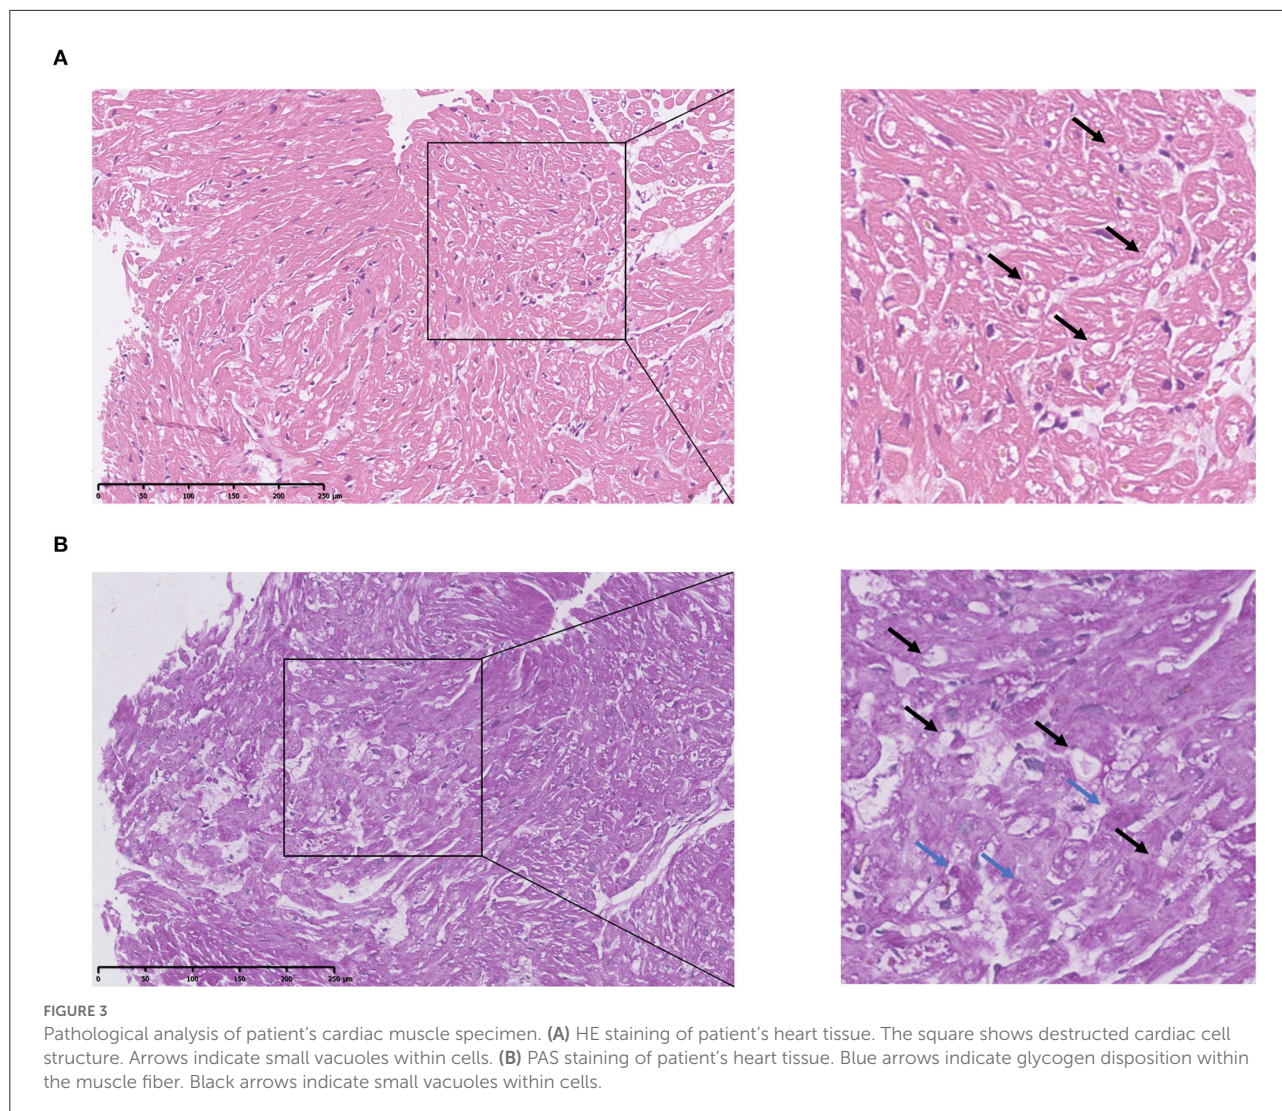 A
0 50 100 150 200 250 µm
B
0 50 100 150 200 250 µm
FIGURE 3
Pathological analysis of patient's cardiac muscle specimen. (A) HE staining of patient's heart tissue. The square shows destructed cardiac cell
structure. Arrows indicate small vacuoles within cells. (B) PAS staining of patient's heart tissue. Blue arrows indicate glycogen disposition within
the muscle fiber. Black arrows indicate small vacuoles within cells.